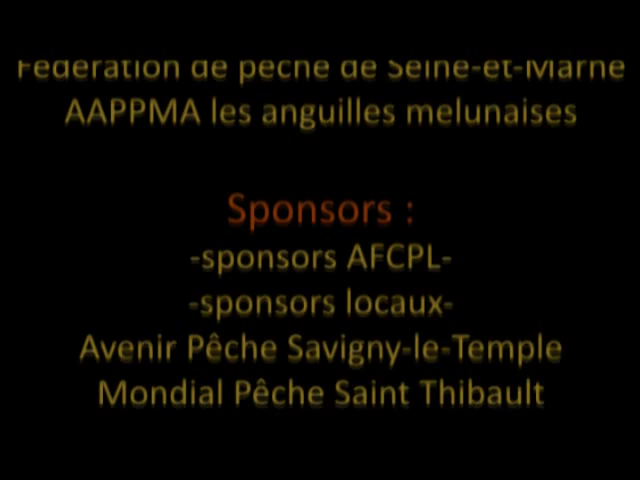 Fédération de pêche de Seine-et-Marne
AAPPMA les anguilles melunaises
Sponsors :
-sponsors AFCPL-
-sponsors locaux-
Avenir Pêche Savigny-le-Temple
Mondial Pêche Saint Thibault